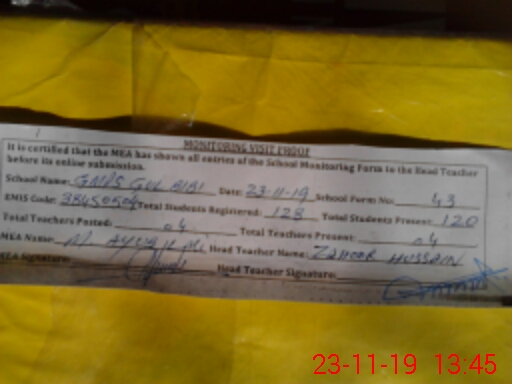 MONITORING VISIT PROOF
It is certified that the MEA has shown all entries of the School Monitoring Form to the Head Teacher
before its online submission.
School Name: GMPS GUL BIBI Date: 23-11-19 School Form No: 43
EMIS Code: 38450504 Total Students Registered: 128 Total Students Present: 120
Total Teachers Posted: 04 Total Teachers Present: 04
MEA Name: M. Head Teacher Name: HUSSAIN
MEA Signature: Head Teacher Signature:
23-11-19 13:45